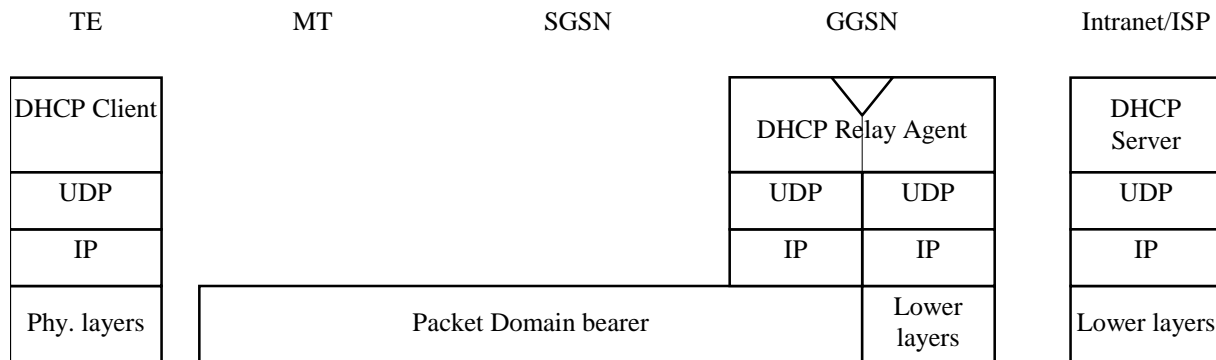 TE MT SGSN GGSN Intranet/ISP
DHCP Client
DHCP Relay Agent
DHCP
Server
UDP UDP UDP UDP
IP IP IP IP
Phy. layers Packet Domain bearer
Lower
layers
Lower layers